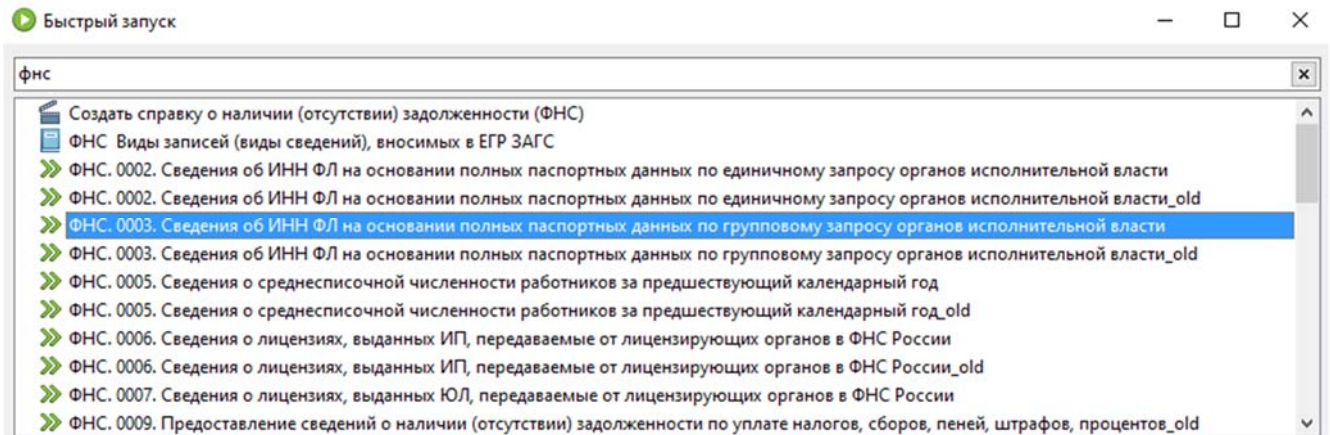 Быстрый запуск
фнс
Создать справку о наличии (отсутствии) задолженности (ФНС)
ФНС Виды записей (виды сведений), вносимых в ЕГР ЗАГС
ФНС. 0002. Сведения об ИНН ФЛ на основании полных паспортных данных по единичному запросу органов исполнительной власти
ФНС. 0002. Сведения об ИНН ФЛ на основании полных паспортных данных по единичному запросу органов исполнительной власти_old
ФНС. 0003. Сведения об ИНН ФЛ на основании полных паспортных данных по групповому запросу органов исполнительной власти
ФНС. 0003. Сведения об ИНН ФЛ на основании полных паспортных данных по групповому запросу органов исполнительной власти_old
ФНС. 0005. Сведения о среднесписочной численности работников за предшествующий календарный год
ФНС. 0005. Сведения о среднесписочной численности работников за предшествующий календарный год_old
ФНС. 0006. Сведения о лицензиях, выданных ИП, передаваемые от лицензирующих органов в ФНС России
ФНС. 0006. Сведения о лицензиях, выданных ИП, передаваемые от лицензирующих органов в ФНС России_old
ФНС. 0007. Сведения о лицензиях, выданных ЮЛ, передаваемые от лицензирующих органов в ФНС России
ФНС. 0009. Предоставление сведений о наличии (отсутствии) задолженности по уплате налогов, сборов, пеней, штрафов, процентов_old